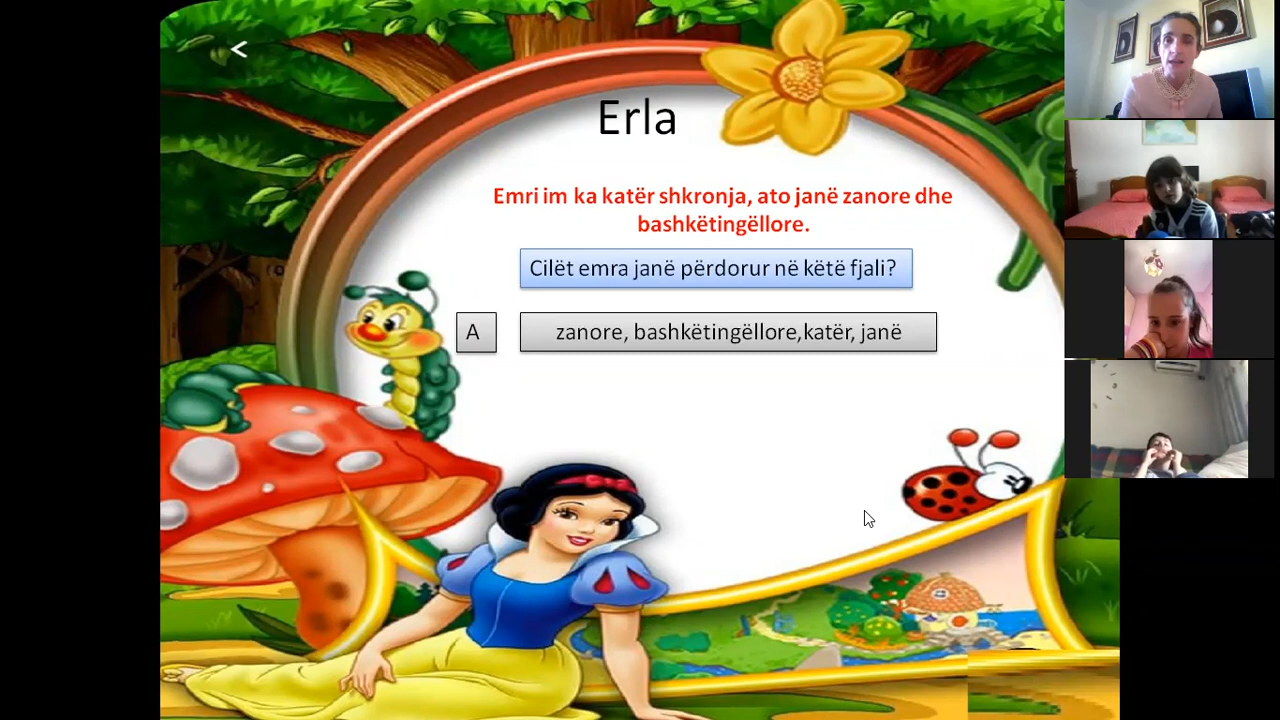 Erla
Emri im ka katër shkronja, ato janë zanore dhe
bashkëtingëllore.
Cilët emra janë përdorur në këtë fjali?
A
zanore, bashkëtingëllore,katër, janë